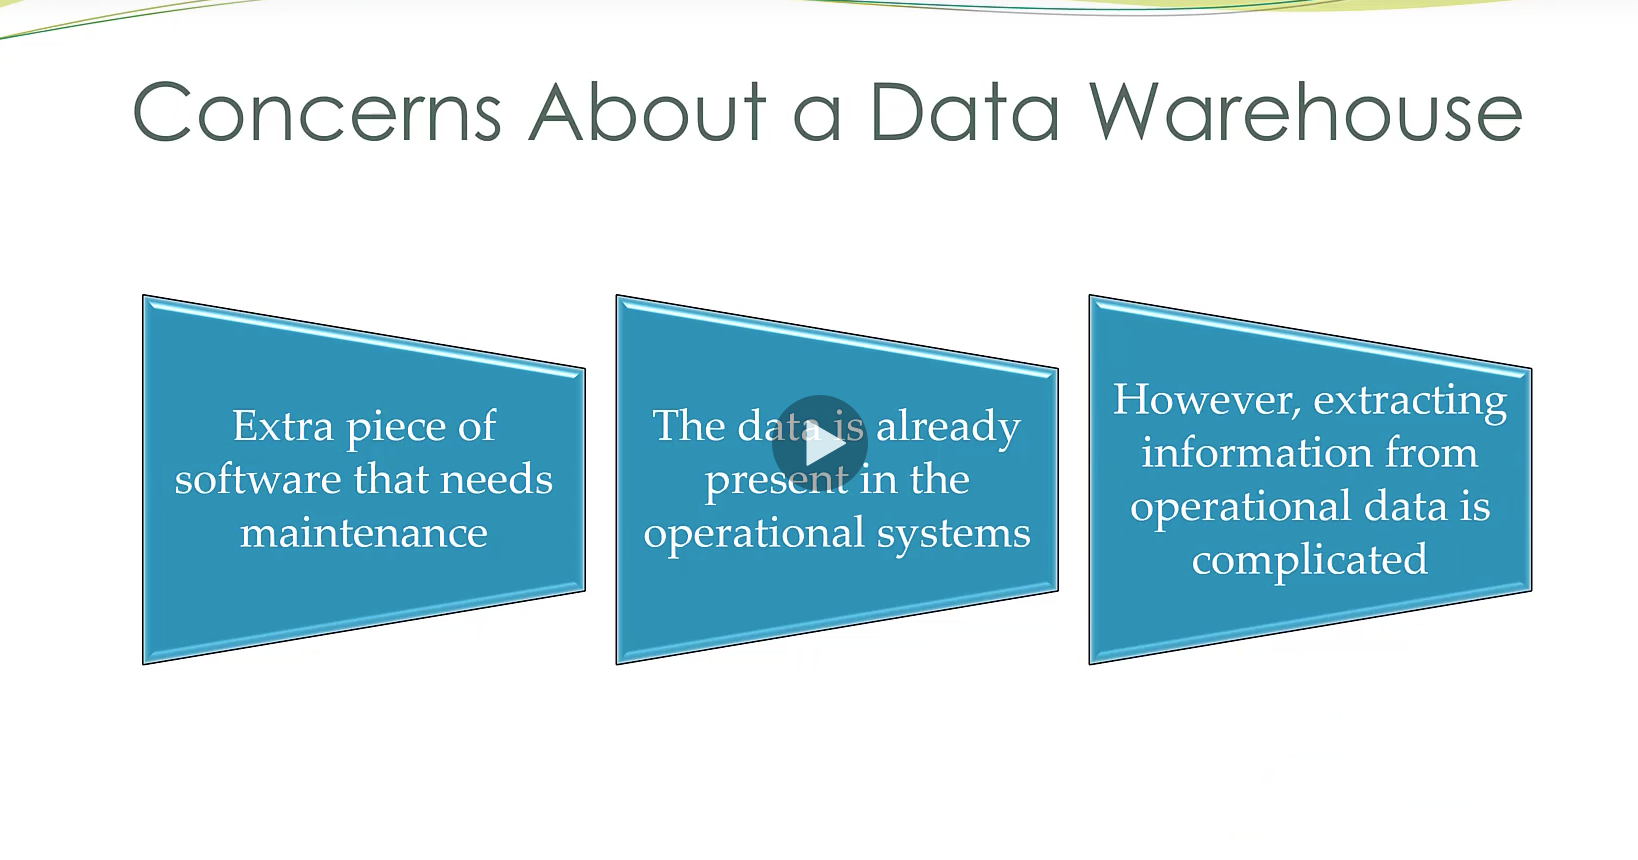 Concerns About a Data Warehouse
Extra piece of
software that needs
maintenance
The data is already
present in the
operational systems
However, extracting
information from
operational data is
complicated